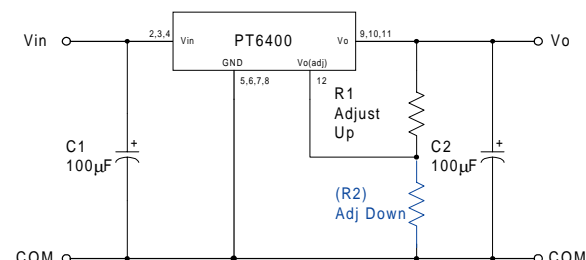 Vin
2,3,4
Vin
PT6400
Vo
9,10,11
Vo
GND
Vo(adj)
5,6,7,8
12
R1
Adjust
Up
C1
100µF
+
C2
100µF
+
(R2)
Adj Down
COM
COM